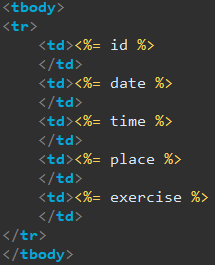 <tbody>
<tr>
<td><%= id %>
</td>
<td><%= date %>
</td>
<td><%= time %>
</td>
<td><%= place %>
</td>
<td><%= exercise %>
</td>
</tr>
</tbody>